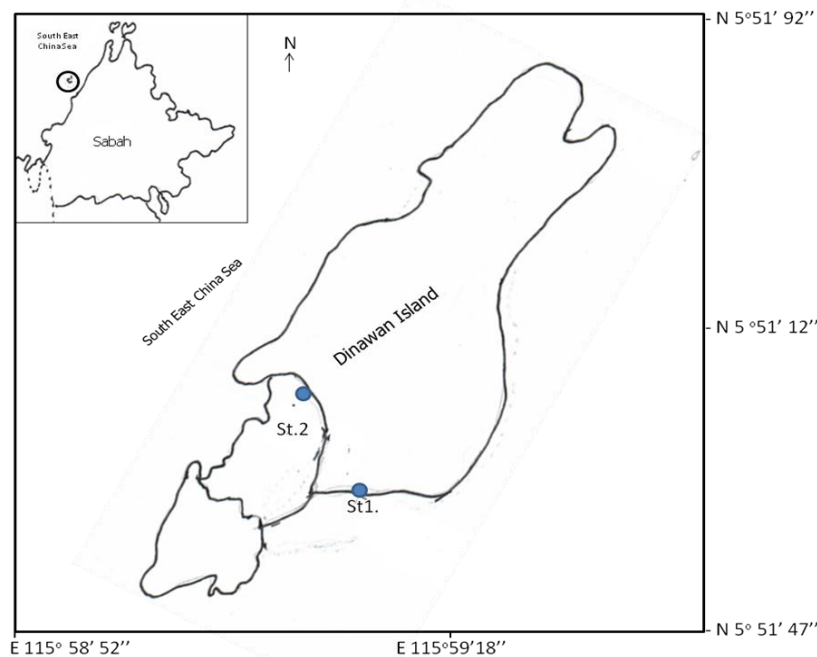 N 5°51' 92''
South East
ChinaSea
N
↑
Sabah
South East China Sea
Dinawan Island
N 5 °51' 12''
St.2
St1.
N 5° 51' 47''
E 115° 58' 52''
E 115°59'18''